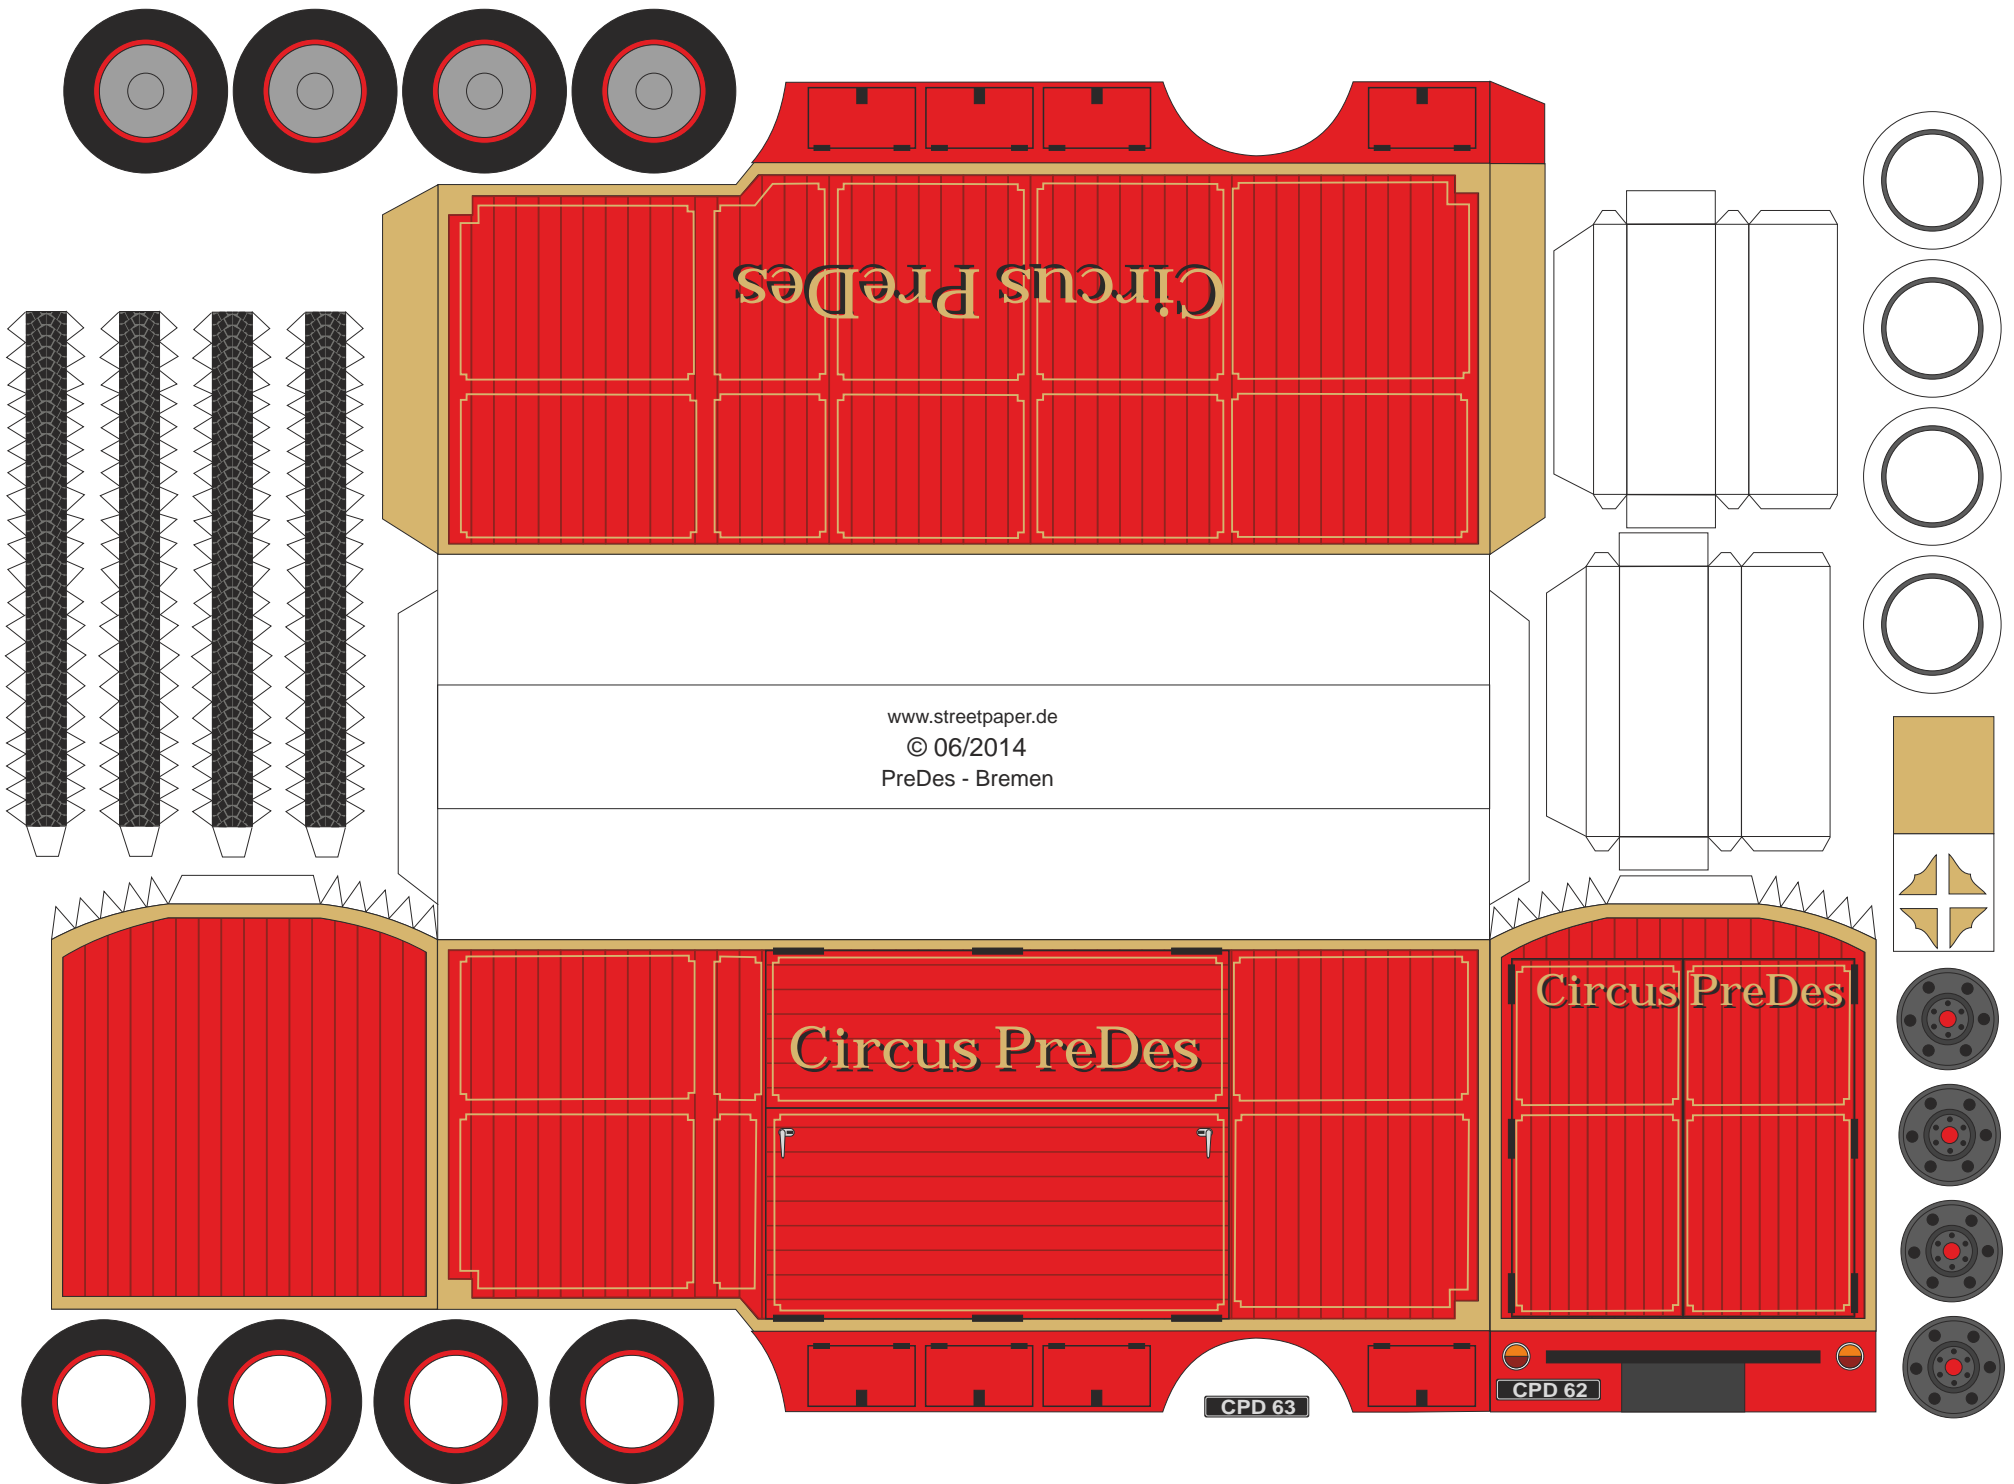 Circus PreDes
www.streetpaper.de
© 06/2014
PreDes - Bremen
Circus PreDes
Circus PreDes
CPD 62
CPD 63